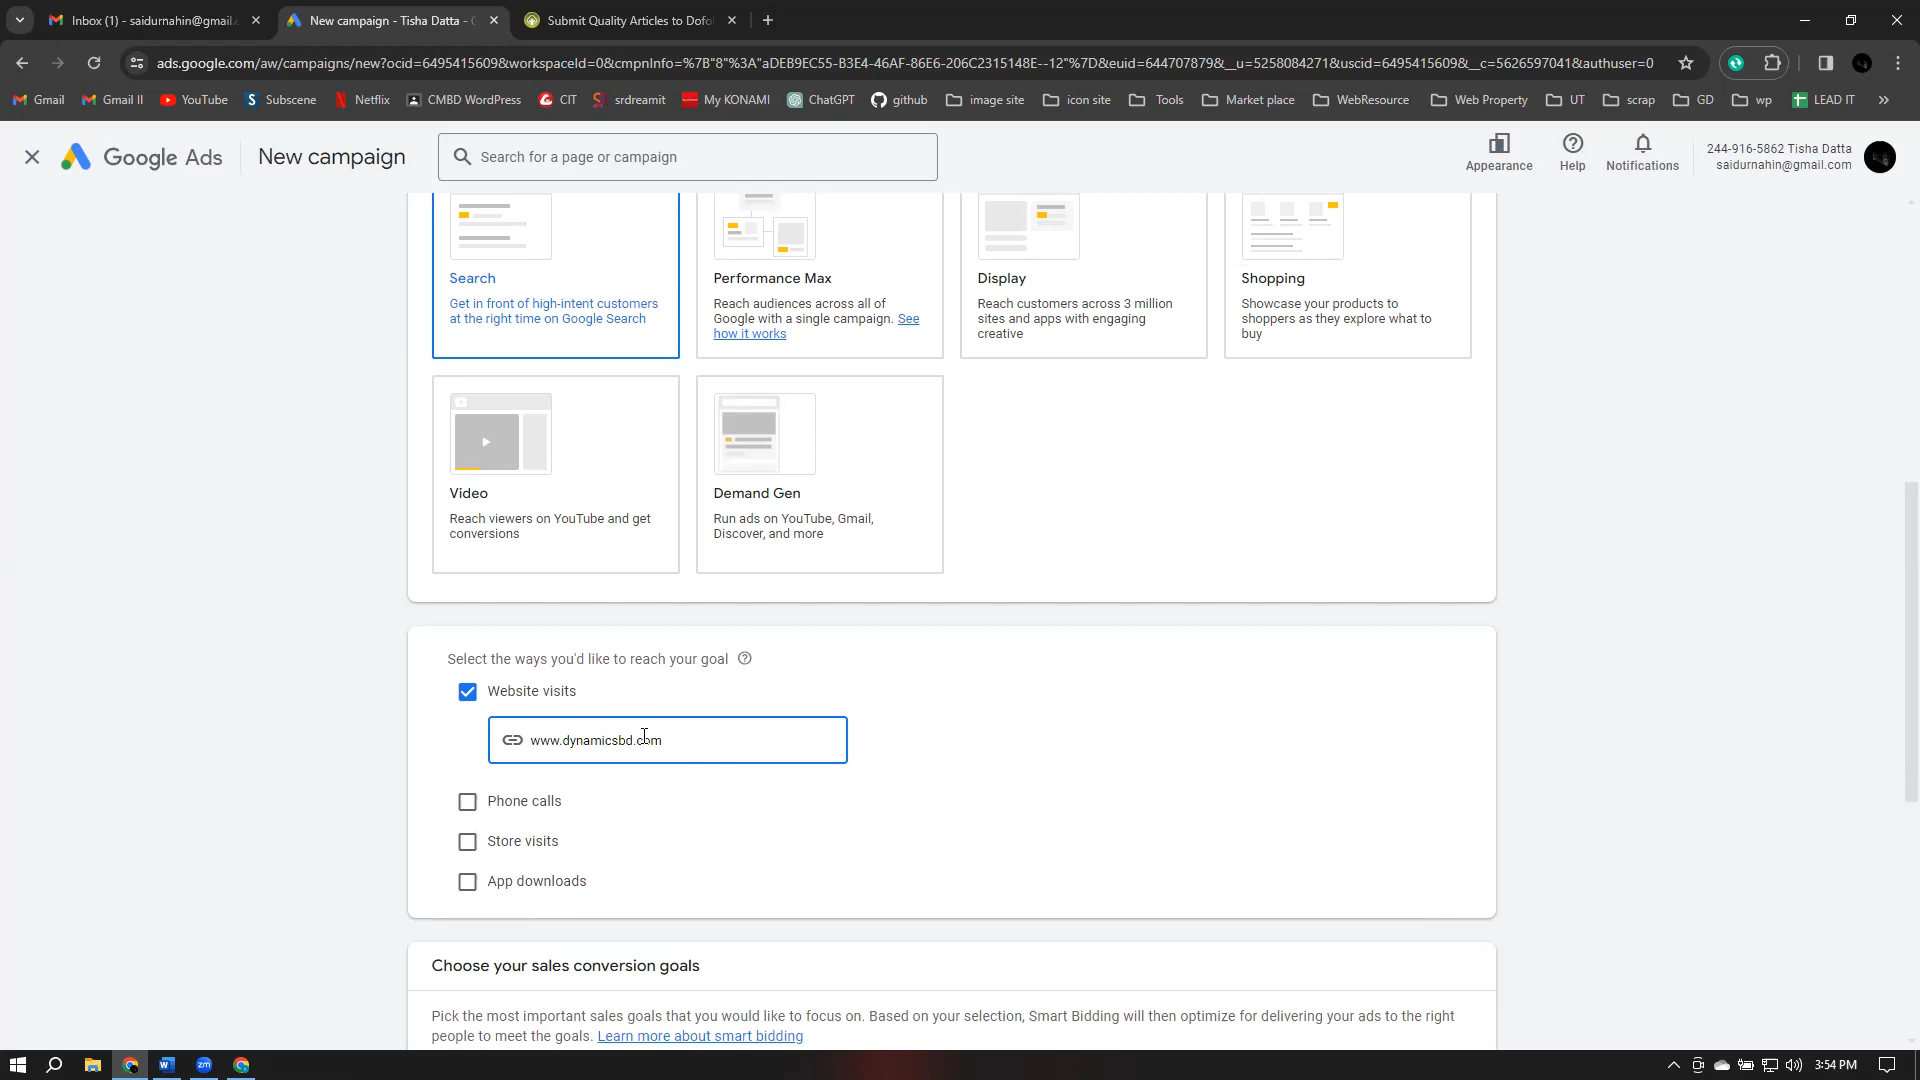 Inbox (1) - saidurnahin@gmail.
New campaign - Tisha Datta - G
Submit Quality Articles to Dofol
ads.google.com/aw/campaigns/new?ocid=6495415609&workspaceId=0&cmpnInfo=%7B"8"%3A"aDEB9EC55-B3E4-46AF-86E6-206C2315148E--12"%7D&euid=644707879&__u=5258084271&uscid=6495415609&__c=5626597041&authuser=0
Gmail
Gmail II
YouTube
Subscene
Netflix
CMBD WordPress
CIT
srdreamit
My KONAMI
ChatGPT
github
image site
icon site
Tools
Market place
WebResource
Web Property
UT
scrap
GD
wp
LEAD IT
Google Ads
New campaign
Search for a page or campaign
Appearance
Help
Notifications
244-916-5862 Tisha Datta
saidurnahin@gmail.com
Search
Get in front of high-intent customers
at the right time on Google Search
Performance Max
Reach audiences across all of
Google with a single campaign. See
how it works
Display
Reach customers across 3 million
sites and apps with engaging
creative
Shopping
Showcase your products to
shoppers as they explore what to
buy
Video
Reach viewers on YouTube and get
conversions
Demand Gen
Run ads on YouTube, Gmail,
Discover, and more
Select the ways you'd like to reach your goal
Website visits
www.dynamicsbd.com
Phone calls
Store visits
App downloads
Choose your sales conversion goals
Pick the most important sales goals that you would like to focus on. Based on your selection, Smart Bidding will then optimize for delivering your ads to the right
people to meet the goals. Learn more about smart bidding
3:54 PM